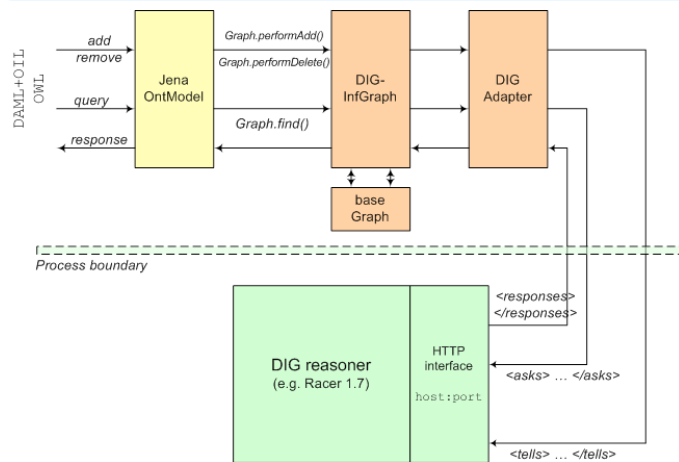 DAML+OIL
OWL
add
remove
query
response
Jena
OntModel
Graph.performAdd()
Graph.performDelete()
Graph.find()
DIG-
InfGraph
DIG
Adapter
base
Graph
Process boundary
<responses>
</responses>
DIG reasoner
(e.g. Racer 1.7)
HTTP
interface
host:port
<asks> ... </asks>
<tells> ... </tells>